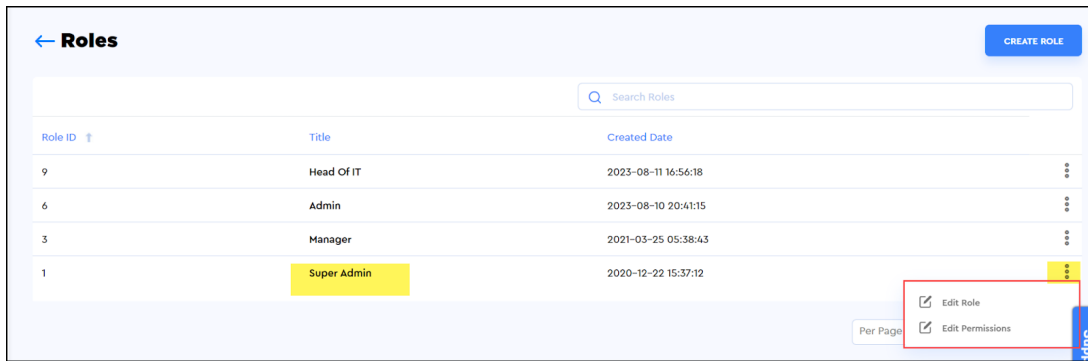 ← Roles
CREATE ROLE
Search Roles
Role ID ↑ Title Created Date
9 Head Of IT 2023-08-11 16:56:18
6 Admin 2023-08-10 20:41:15
3 Manager 2021-03-25 05:38:43
1 Super Admin 2020-12-22 15:37:12
Edit Role
Per Page
Edit Permissions